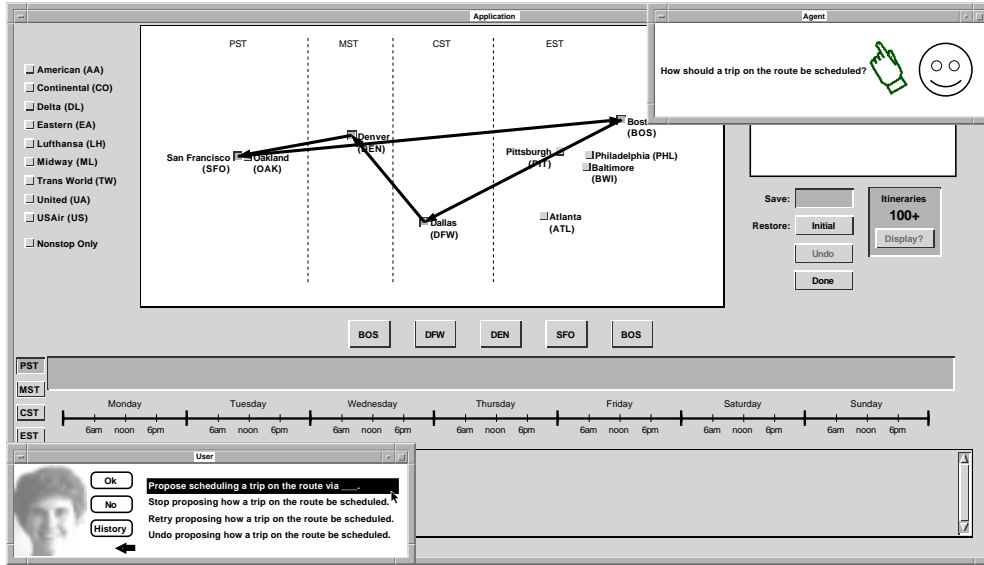 Application
Agent
How should a trip on the route be scheduled?
PST MST CST EST
American (AA)
Continental (CO)
Delta (DL)
Eastern (EA)
Lufthansa (LH)
Midway (ML)
Trans World (TW)
United (UA)
USAir (US)
Nonstop Only
San Francisco
(SFO)
Oakland
(OAK)
Denver
(DEN)
Dallas
(DFW)
Pittsburgh
(PIT)
Bost
(BOS)
Philadelphia (PHL)
Baltimore
(BWI)
Atlanta
(ATL)
Save:
Restore: Initial
Undo
Done
Itineraries
100+
Display?
BOS DFW DEN SFO BOS
PST
MST
CST
EST
Monday Tuesday Wednesday Thursday Friday Saturday Sunday
6am noon 6pm 6am noon 6pm 6am noon 6pm 6am noon 6pm 6am noon 6pm 6am noon 6pm 6am noon 6pm
User
Ok
No
History
Propose scheduling a trip on the route via ___.
Stop proposing how a trip on the route be scheduled.
Retry proposing how a trip on the route be scheduled.
Undo proposing how a trip on the route be scheduled.